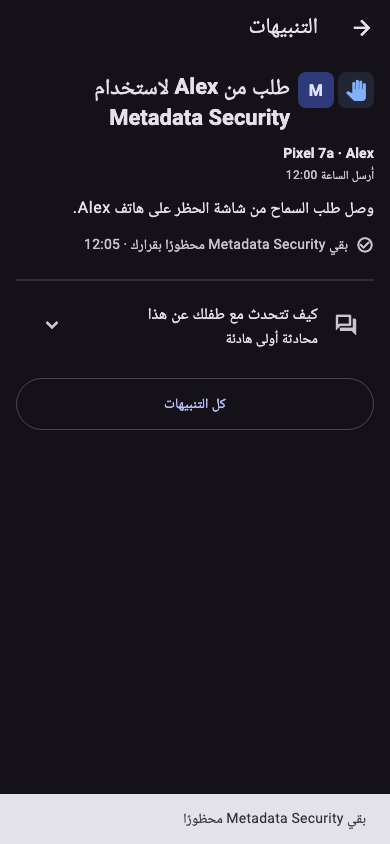 التنبيهات
M
طلب من Alex لاستخدام
Metadata Security
Pixel 7a · Alex
أرسل الساعة 12:00
وصل طلب السماح من شاشة الحظر على هاتف Alex.
بقي Metadata Security محظورًا بقرارك · 12:05
كيف تتحدث مع طفلك عن هذا
محادثة أولى هادئة
كل التنبيهات
بقي Metadata Security محظورًا